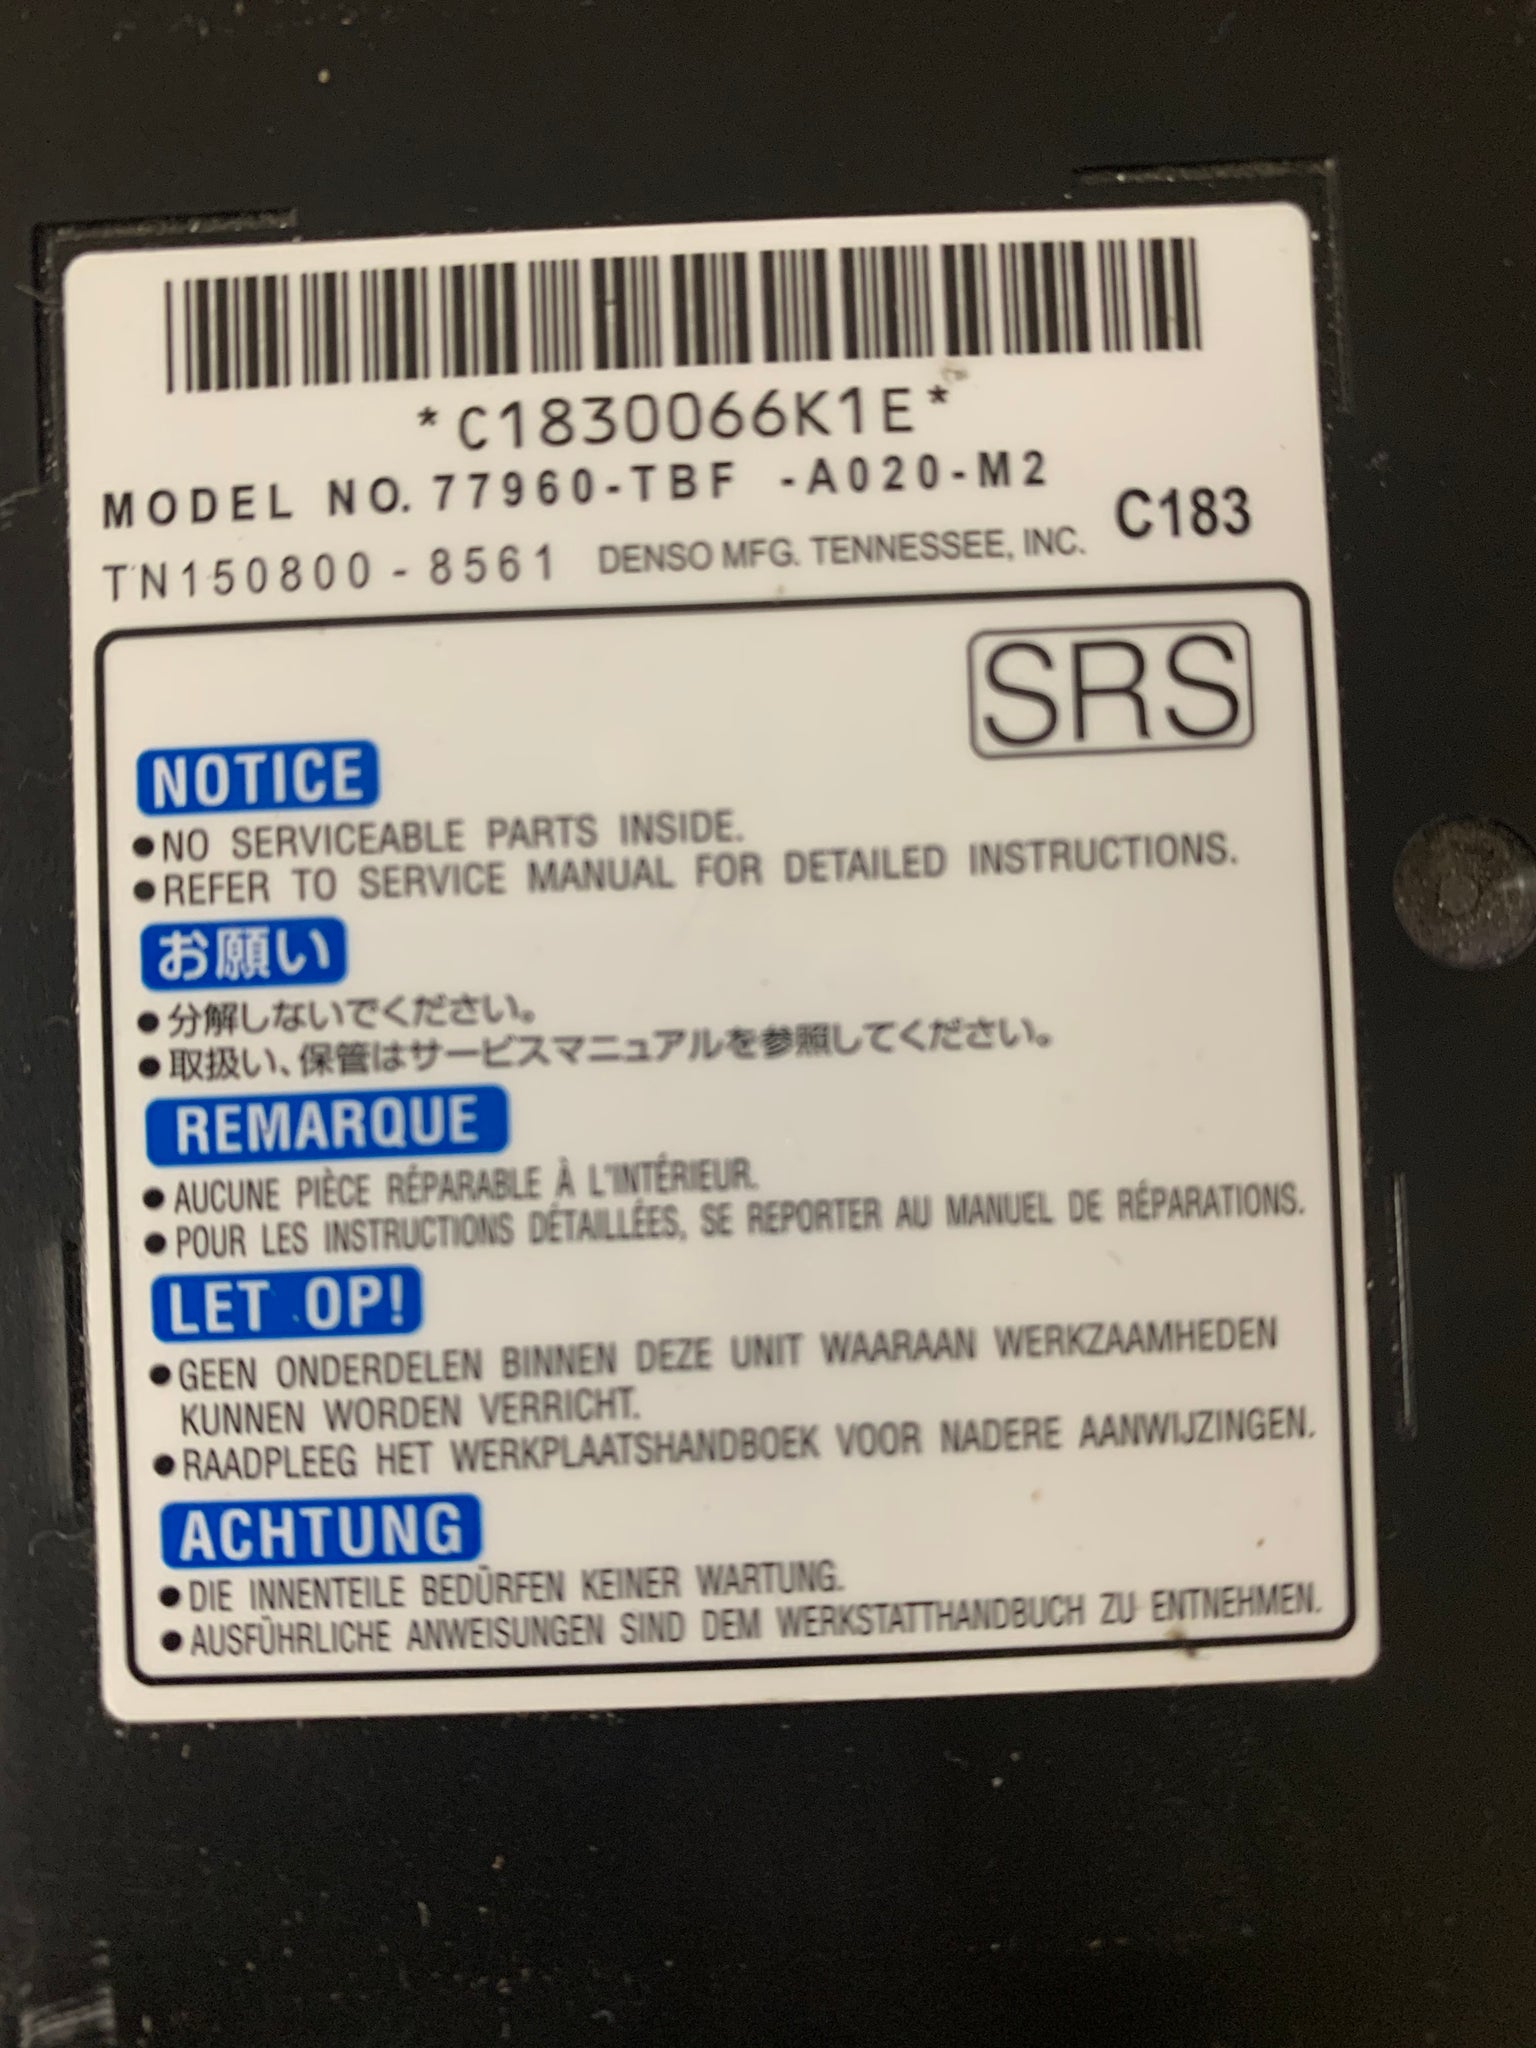 *C1830066K1E*
MODEL NO. 77960-TBF -A020-M2
C183
TN150800-8561 DENSO MFG. TENNESSEE, INC.
SRS
NOTICE
●NO SERVICEABLE PARTS INSIDE.
●REFER TO SERVICE MANUAL FOR DETAILED INSTRUCTIONS.
お願い
●分解しないでください。
●取扱い、保管はサービスマニュアルを参照してください。
REMARQUE
●AUCUNE PIÈCE RÉPARABLE À L'INTÉRIEUR.
●POUR LES INSTRUCTIONS DÉTAILLÉES, SE REPORTER AU MANUEL DE RÉPARATIONS.
LET OP!
●GEEN ONDERDELEN BINNEN DEZE UNIT WAARAAN WERKZAAMHEDEN
KUNNEN WORDEN VERRICHT.
●RAADPLEEG HET WERKPLAATSHANDBOEK VOOR NADERE AANWIJZINGEN.
ACHTUNG
●DIE INNENTEILE BEDÜRFEN KEINER WARTUNG.
●AUSFÜHRLICHE ANWEISUNGEN SIND DEM WERKSTATTHANDBUCH ZU ENTNEHMEN.